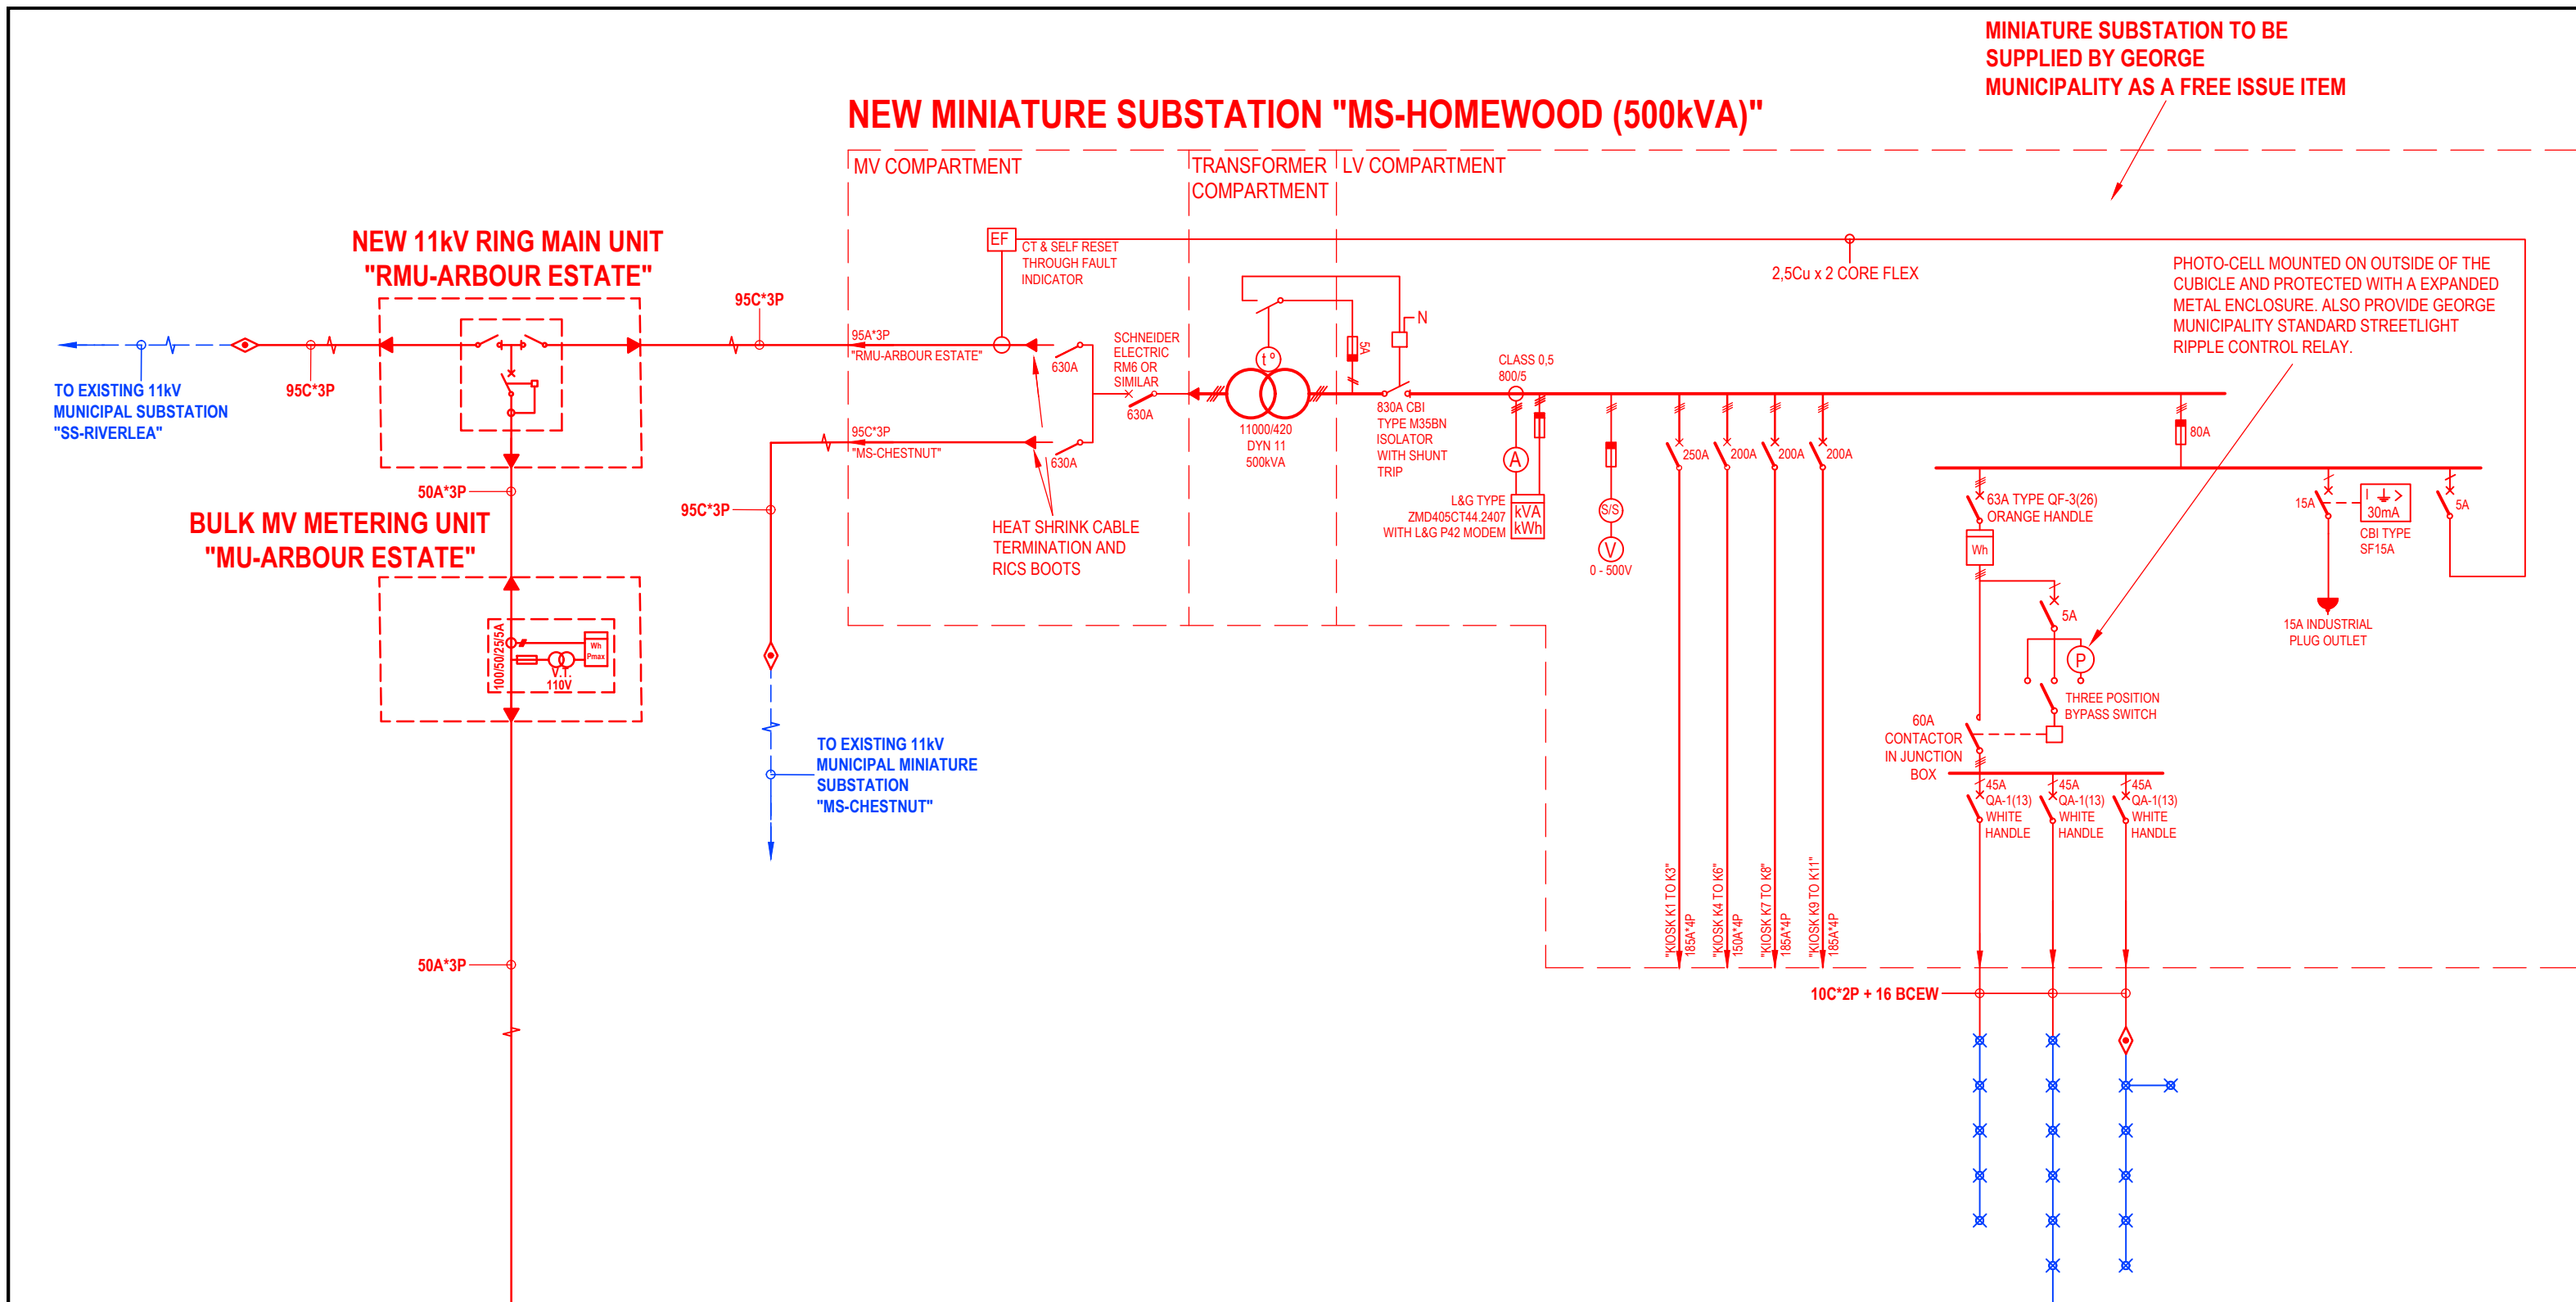 MINIATURE SUBSTATION TO BE
SUPPLIED BY GEORGE
MUNICIPALITY AS A FREE ISSUE ITEM
NEW MINIATURE SUBSTATION "MS-HOMEWOOD (500kVA)"
MV COMPARTMENT
TRANSFORMER
COMPARTMENT
LV COMPARTMENT
NEW 11kV RING MAIN UNIT
"RMU-ARBOUR ESTATE"
EF
CT & SELF RESET
THROUGH FAULT
INDICATOR
2,5Cu x 2 CORE FLEX
PHOTO-CELL MOUNTED ON OUTSIDE OF THE
CUBICLE AND PROTECTED WITH A EXPANDED
METAL ENCLOSURE. ALSO PROVIDE GEORGE
MUNICIPALITY STANDARD STREETLIGHT
RIPPLE CONTROL RELAY.
95C*3P
95A*3P
"RMU-ARBOUR ESTATE"
630A
SCHNEIDER
ELECTRIC
RM6 OR
SIMILAR
630A
t°
5A
N
TO EXISTING 11kV
MUNICIPAL SUBSTATION
"SS-RIVERLEA"
95C*3P
95C*3P
"MS-CHESTNUT"
630A
11000/420
DYN 11
500kVA
830A CBI
TYPE M35BN
ISOLATOR
WITH SHUNT
TRIP
CLASS 0,5
800/5
A
L&G TYPE
ZMD405CT44.2407
WITH L&G P42 MODEM
kVA
kWh
S/S
V
0 - 500V
250A
200A
200A
200A
80A
50A*3P
95C*3P
BULK MV METERING UNIT
"MU-ARBOUR ESTATE"
HEAT SHRINK CABLE
TERMINATION AND
RICS BOOTS
63A TYPE QF-3(26)
ORANGE HANDLE
Wh
15A
I >
30mA
CBI TYPE
SF15A
5A
5A
15A INDUSTRIAL
PLUG OUTLET
P
THREE POSITION
BYPASS SWITCH
100/50/25/5A
Wh
Pmax
V.T.
110V
60A
CONTACTOR
IN JUNCTION
BOX
TO EXISTING 11kV
MUNICIPAL MINIATURE
SUBSTATION
"MS-CHESTNUT"
45A
QA-1(13)
WHITE
HANDLE
45A
QA-1(13)
WHITE
HANDLE
45A
QA-1(13)
WHITE
HANDLE
"KIOSK K1 TO K3"
185A*4P
"KIOSK K4 TO K6"
150A*4P
"KIOSK K7 TO K8"
185A*4P
"KIOSK K9 TO K11"
185A*4P
50A*3P
10C*2P + 16 BCEW